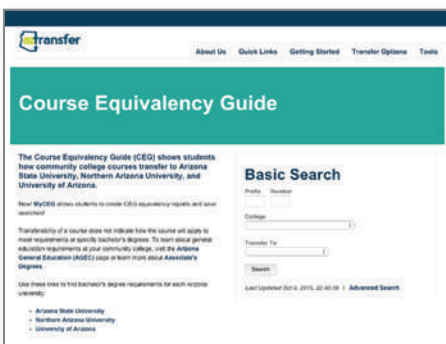 aztransfer
About Us Quick Links Getting Started Transfer Options Tools
Course Equivalency Guide
The Course Equivalency Guide (CEG) shows students
how community college courses transfer to Arizona
State University, Northern Arizona University, and
University of Arizona.
New! MyCEG allows students to create CEG equivalency reports and save
searches!
Transferability of a course does not indicate how the course will apply to
meet requirements or specific bachelor's degrees. To learn about general
education requirements at your community college, visit the Arizona
General Education (AGEC) page or learn more about Associate's
Degrees .
Use these links to find bachelor's degree requirements for each Arizona
university:
• Arizona State University
• Northern Arizona University
• University of Arizona
Basic Search
Prefix Number
College
Transfer To
Search
Last Updated Oct 6, 2015, | Advanced Search